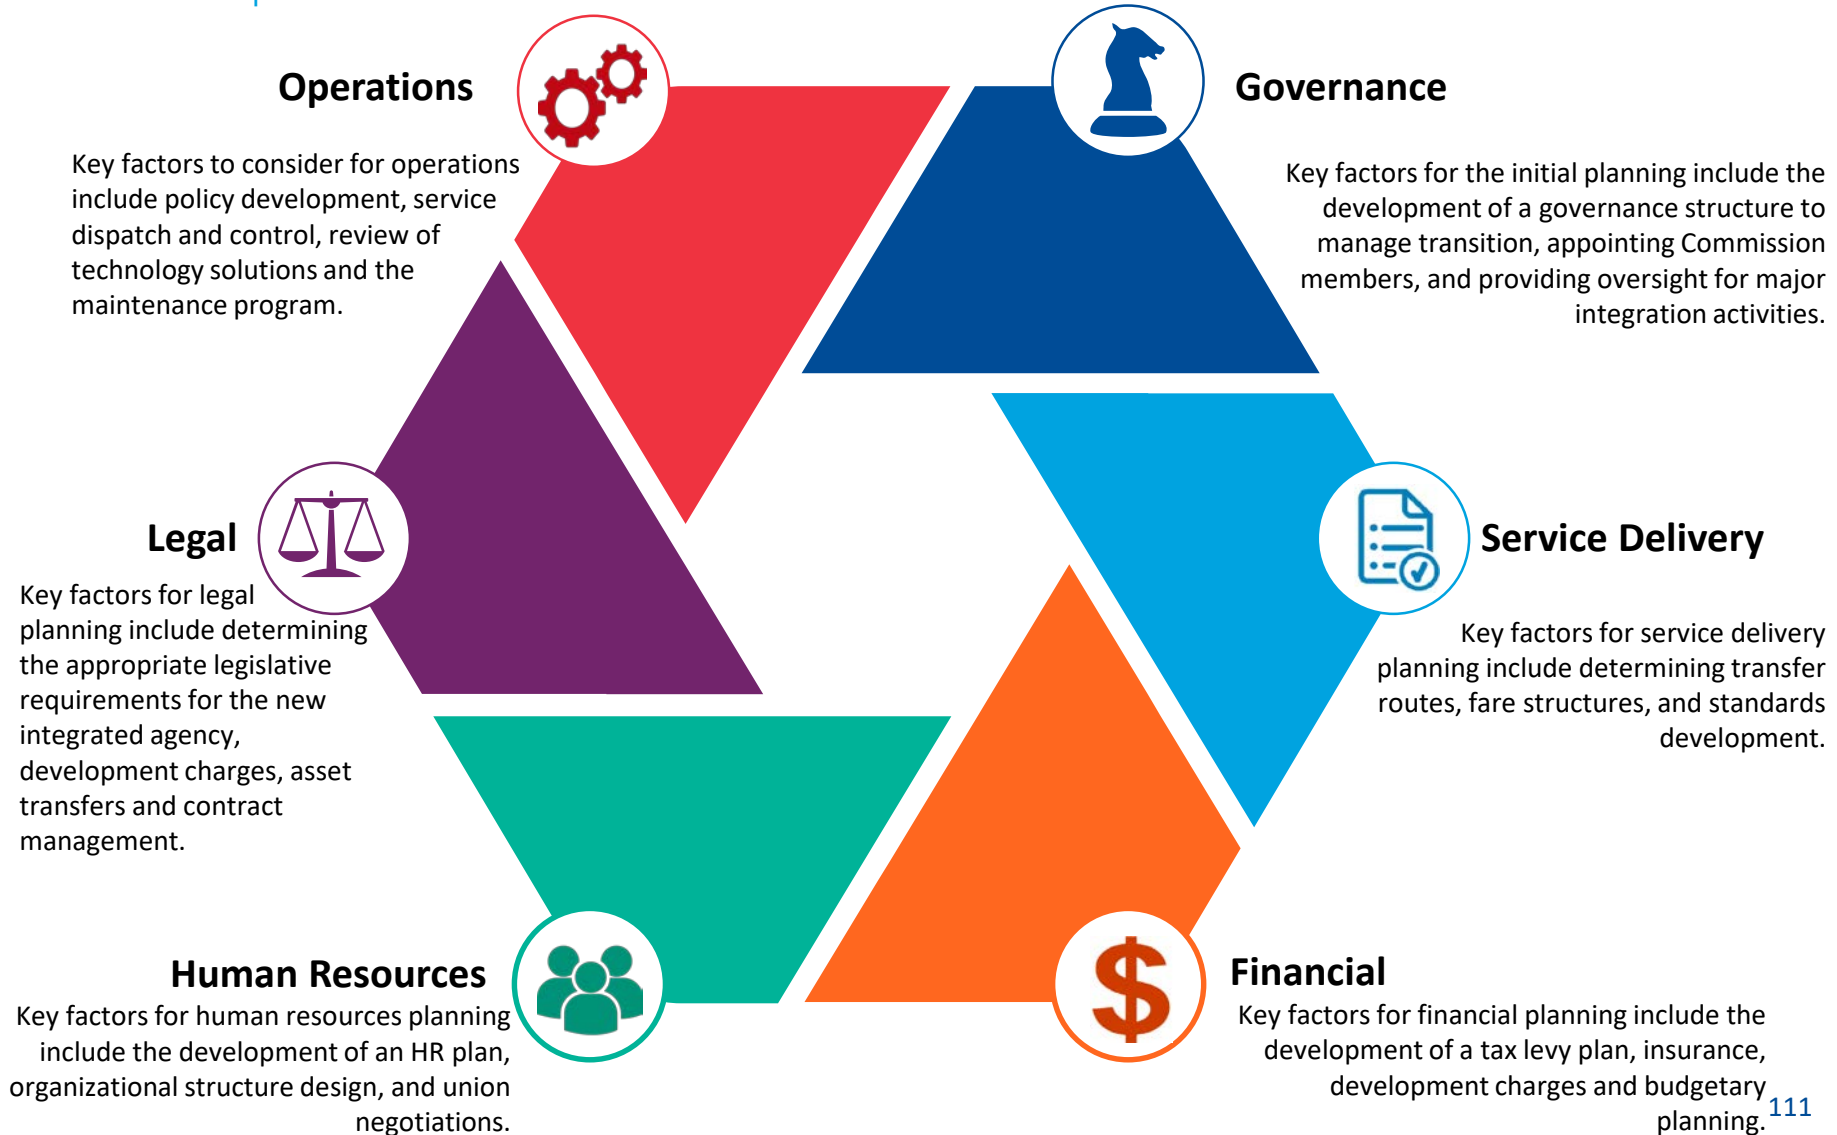 Operations
Key factors to consider for operations
include policy development, service
dispatch and control, review of
technology solutions and the
maintenance program.
Governance
Key factors for the initial planning include the
development of a governance structure to
manage transition, appointing Commission
members, and providing oversight for major
integration activities.
Legal
Key factors for legal
planning include determining
the appropriate legislative
requirements for the new
integrated agency,
development charges, asset
transfers and contract
management.
Service Delivery
Key factors for service delivery
planning include determining transfer
routes, fare structures, and standards
development.
Human Resources
Key factors for human resources planning
include the development of an HR plan,
organizational structure design, and union
negotiations.
Financial
Key factors for financial planning include the
development of a tax levy plan, insurance,
development charges and budgetary
planning.
$
111